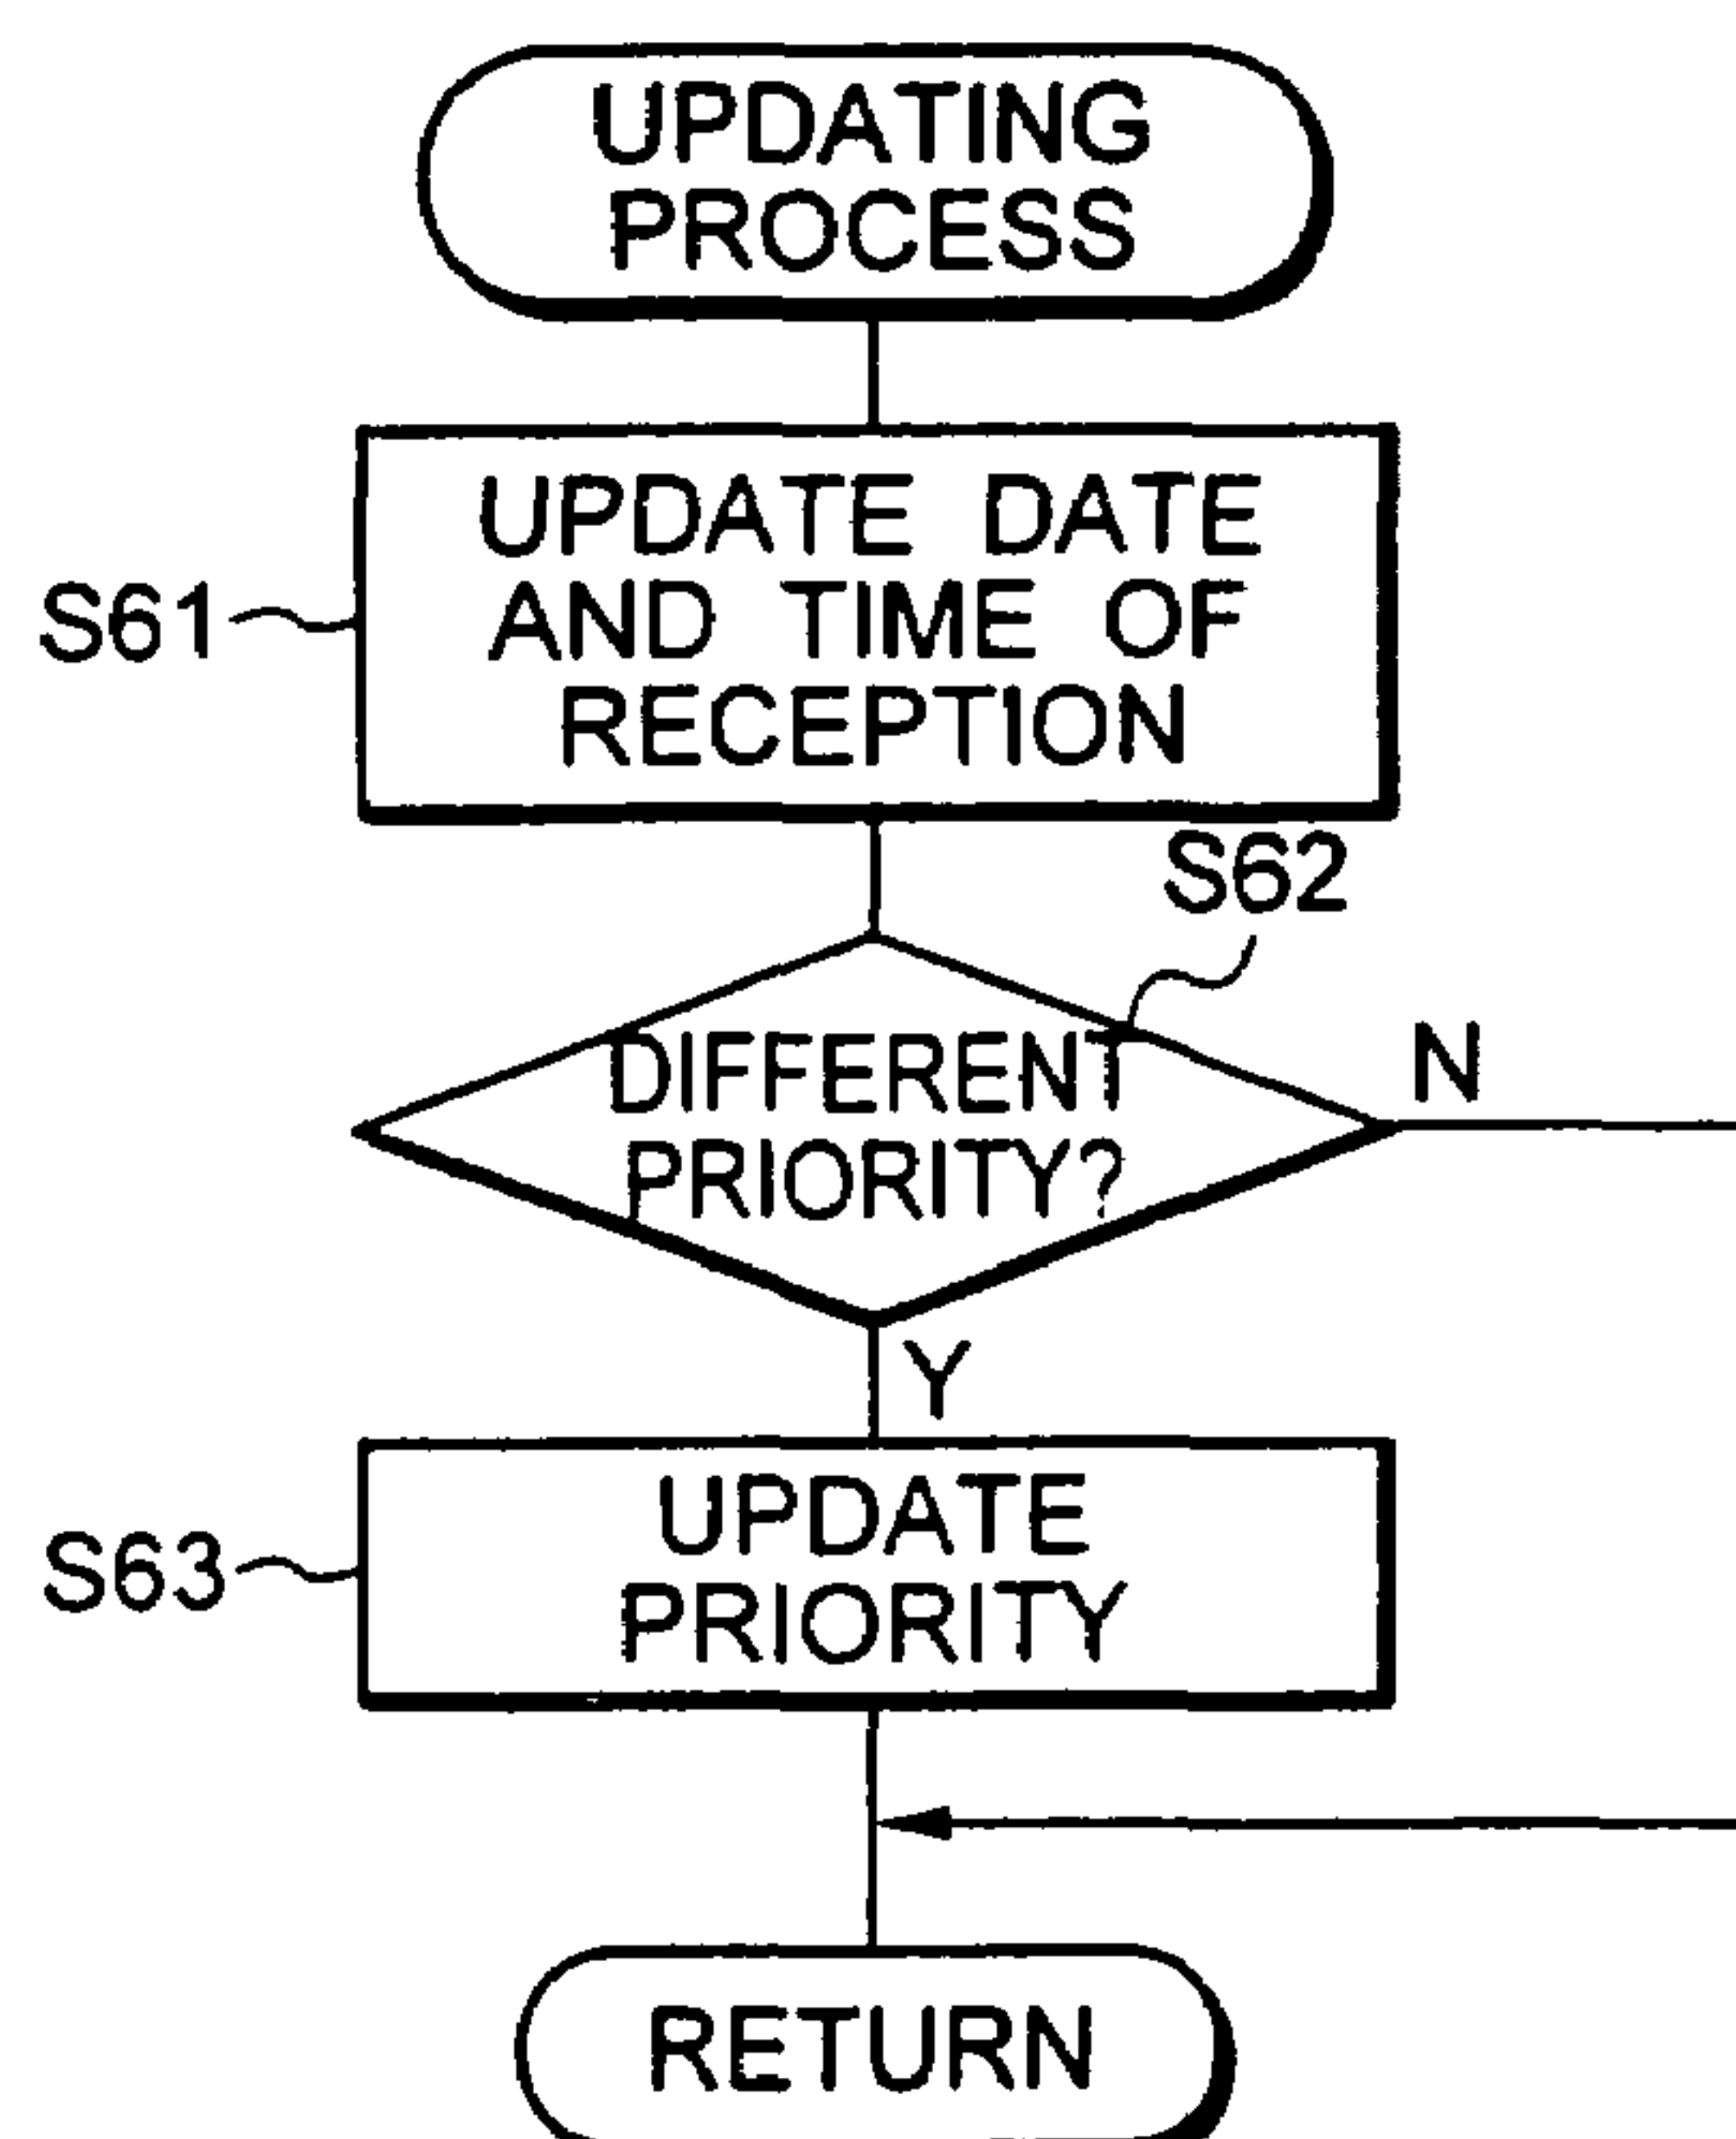 UPDATING
PROCESS
UPDATE DATE
AND TIME OF
RECEPTION
S61
S62
DIFFERENT
PRIORITY?
N
Y
UPDATE
PRIORITY
S63
RETURN